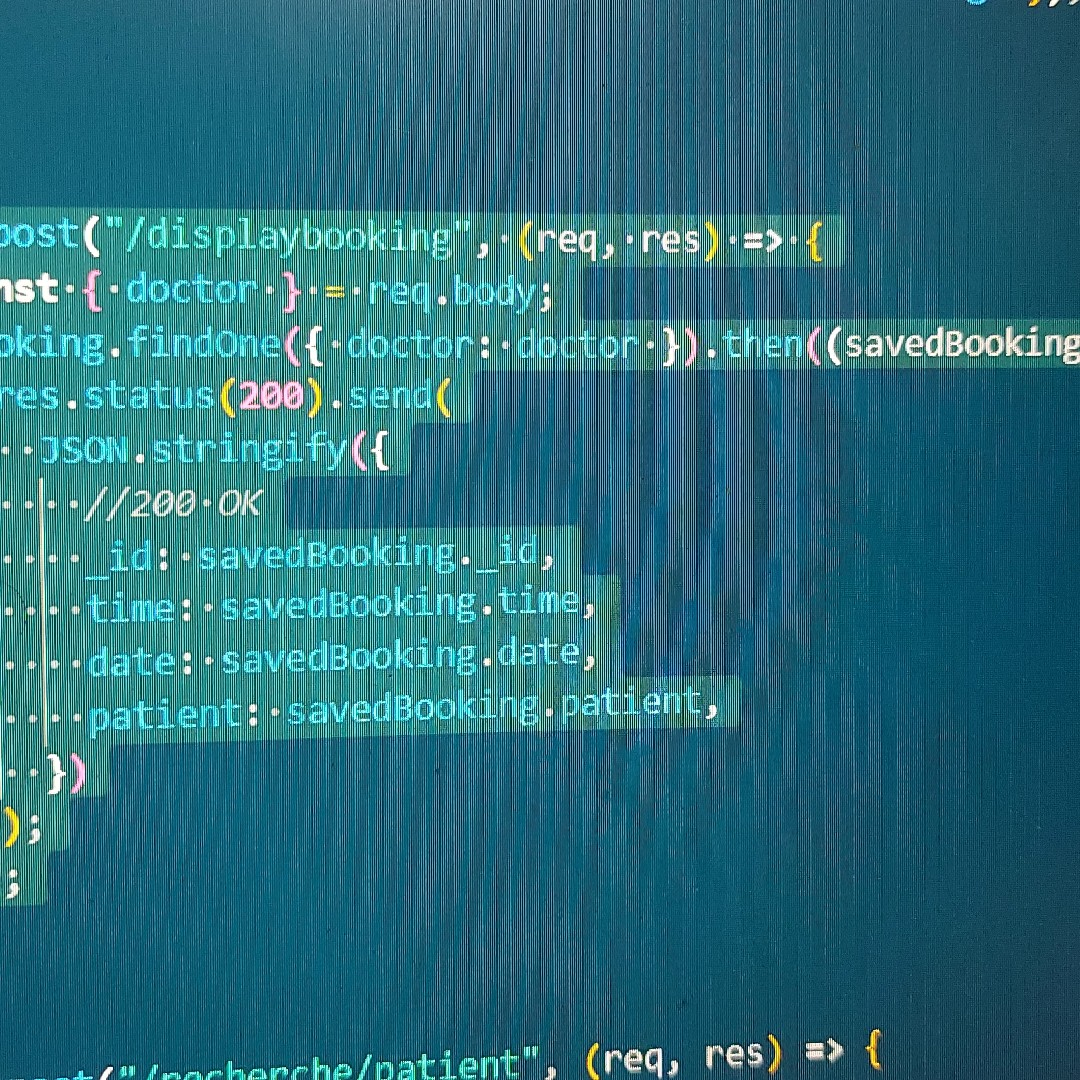 post("/displaybooking", (req, res) => {
nst { doctor } = req.body;
oking.findOne({ doctor: doctor }).then((savedBooking
res.status(200).send(
JSON.stringify({
//200 OK
_id: savedBooking._id,
time: savedBooking.time,
date: savedBooking.date,
patient: savedBooking.patient,
})
);
;
("/recherche/patient", (req, res) => {